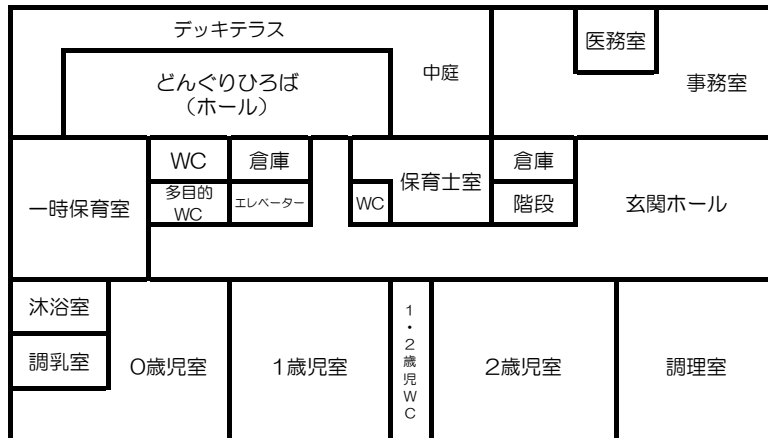 デッキテラス
医務室
中庭
事務室
どんぐりひろば
（ホール）
WC
倉庫
保育士室
倉庫
一時保育室
多目的
WC
エレベーター
WC
階段
玄関ホール
沐浴室
調乳室
0歳児室
1歳児室
1・2歳児WC
2歳児室
調理室